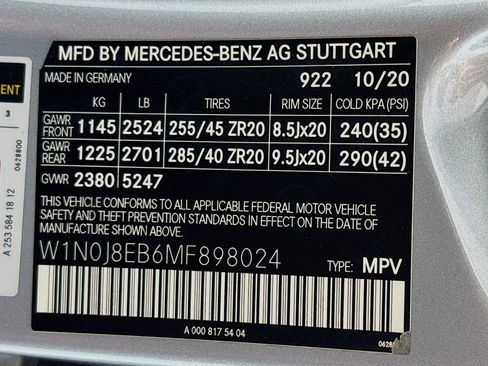 MFD BY MERCEDES-BENZ AG STUTTGART
MADE IN GERMANY 922 10/20
KG LB TIRES RIM SIZE COLD KPA (PSI)
GAWR FRONT 1145 2524 255/45 ZR20 8.5Jx20 240(35)
GAWR REAR 1225 2701 285/40 ZR20 9.5Jx20 290(42)
GVWR 2380 5247
THIS VEHICLE CONFORMS TO ALL APPLICABLE FEDERAL MOTOR VEHICLE
SAFETY AND THEFT PREVENTION STANDARDS IN EFFECT ON THE DATE OF
MANUFACTURE SHOWN ABOVE.
W1N0J8EB6MF898024
TYPE: MPV
A 000 817 54 04
ENT
3
0628800
A 253 584 18 12